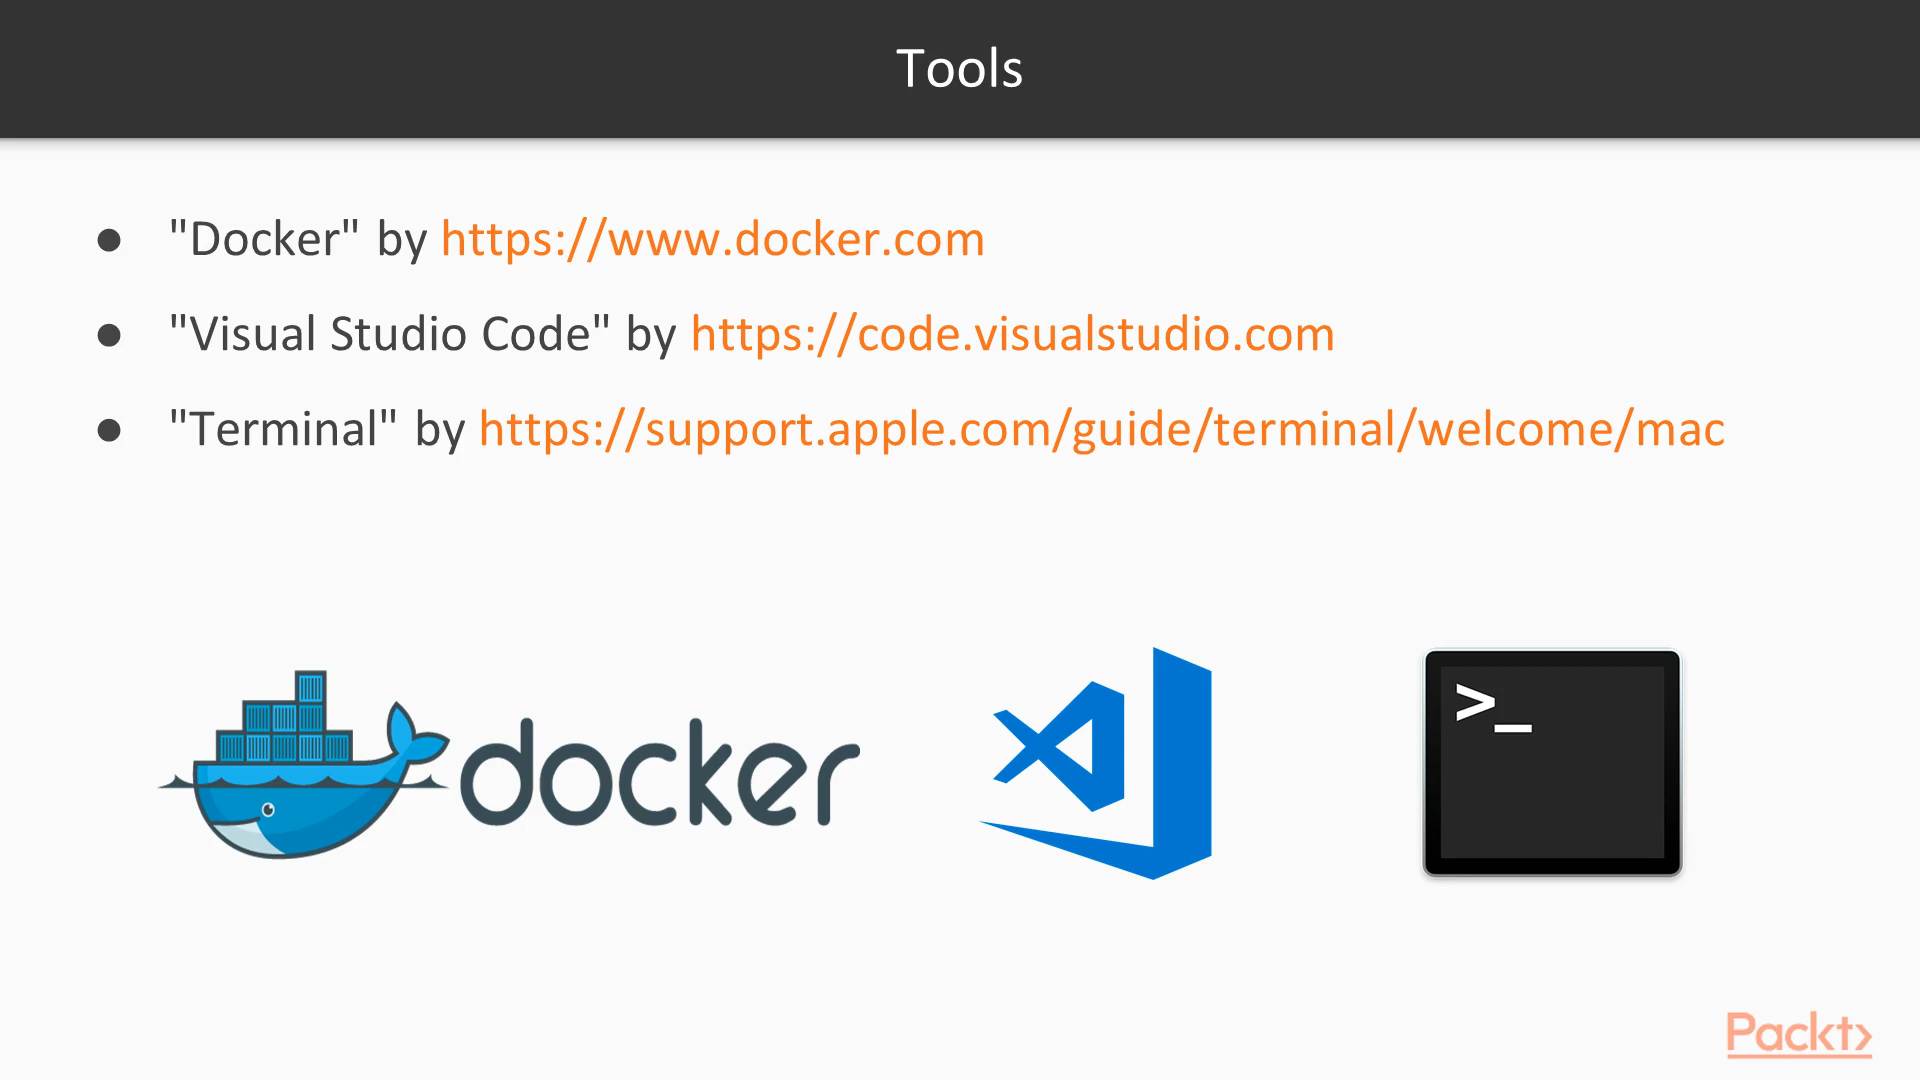 Tools
● "Docker" by https://www.docker.com
● "Visual Studio Code" by https://code.visualstudio.com
● "Terminal" by https://support.apple.com/guide/terminal/welcome/mac
docker
>_
Packt>